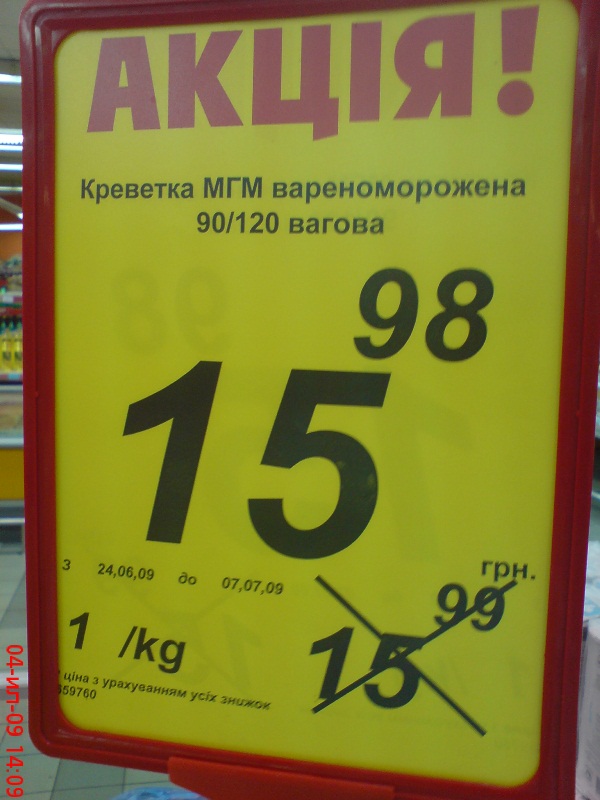 АКЦІЯ!
Креветка МГМ вареноморожена
90/120 вагова
15 98
З 24,06,09 до 07,07,09
грн.
15 99
1 /kg
ціна з урахуванням усіх знижок
659760
04-ил-09 14:09